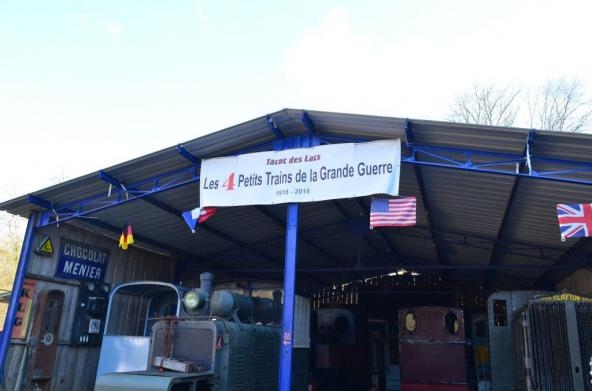 Tacot des Lacs
Les 4 Petits Trains de la Grande Guerre
1918 - 2018
CHOCOLAT
MENIER
CLAYTON